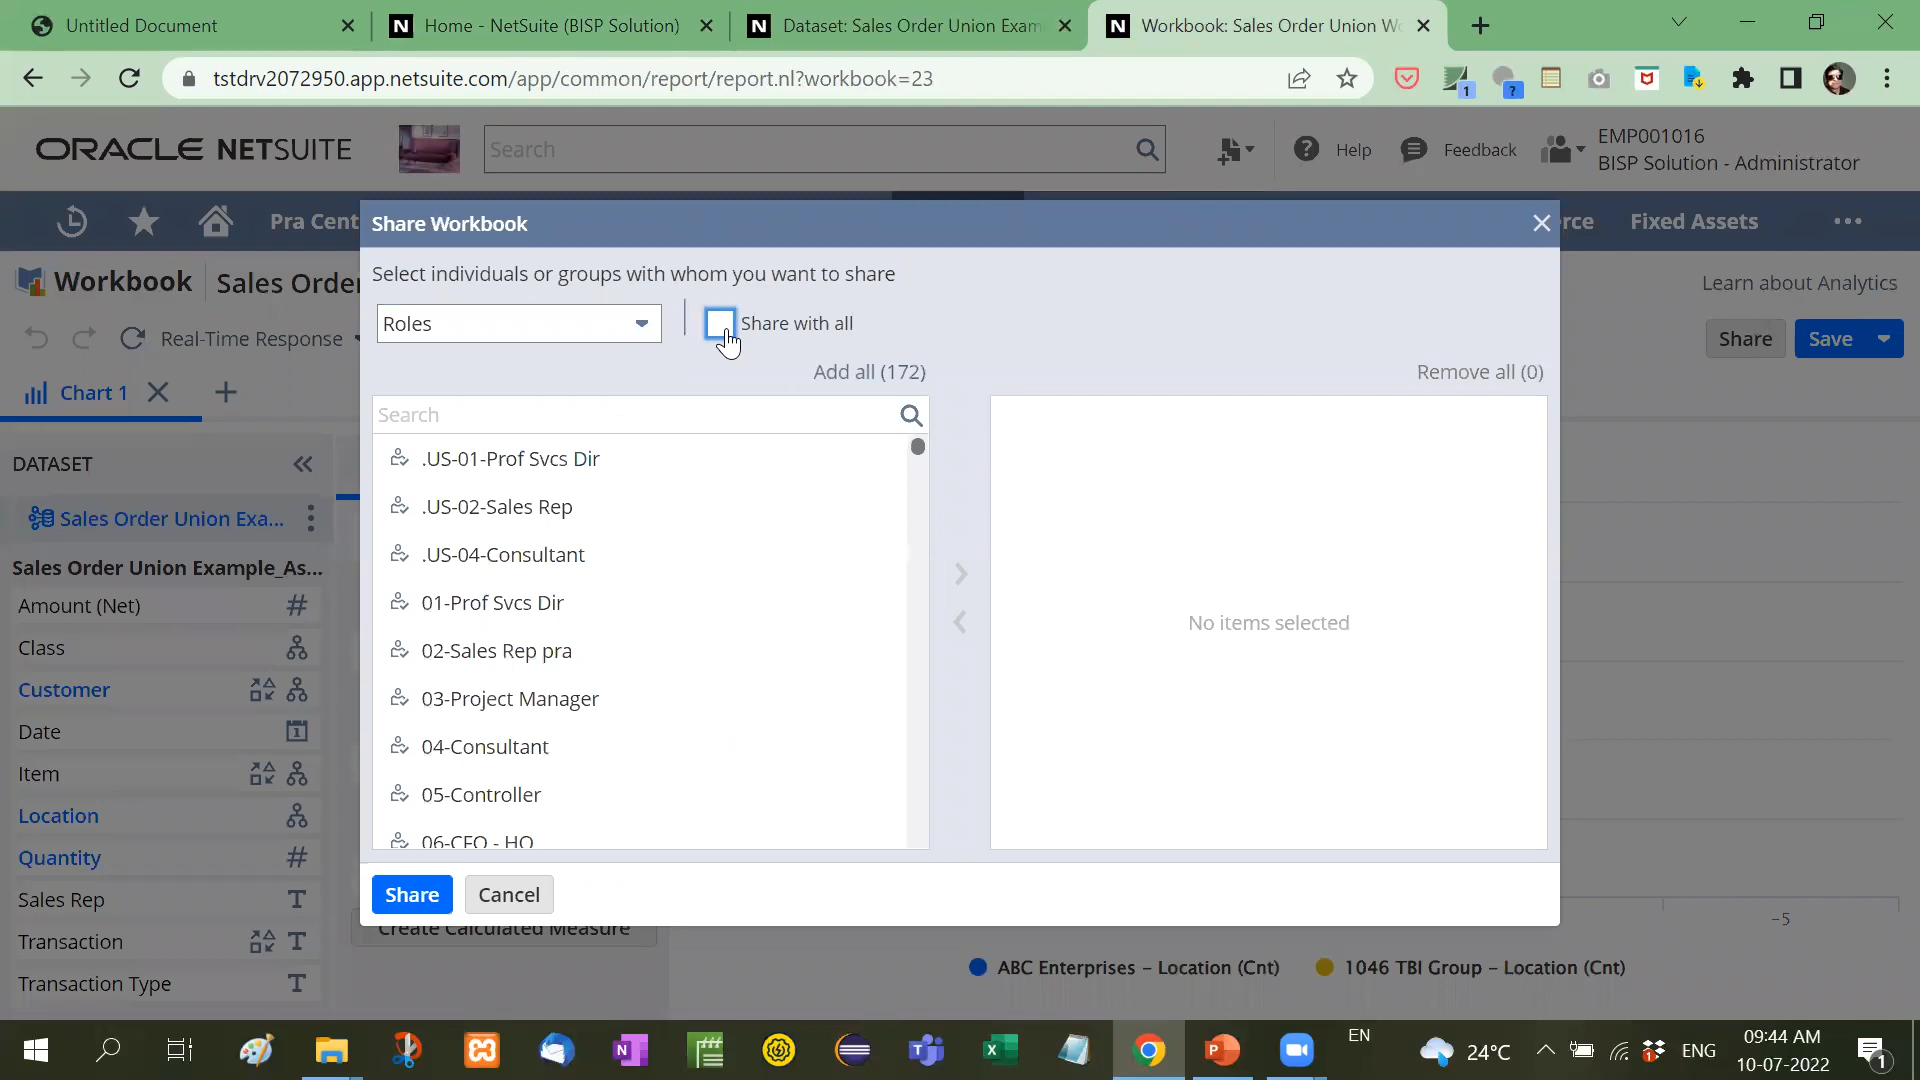 Untitled Document
Home - NetSuite (BISP Solution)
Dataset: Sales Order Union Exam
Workbook: Sales Order Union Wo
tstdrv2072950.app.netsuite.com/app/common/report/report.nl?workbook=23
1
?
ORACLE NETSUITE
Search
Help
Feedback
EMP001016
BISP Solution - Administrator
Pra Cent
rce
Fixed Assets
Workbook
Sales Order
Learn about Analytics
Real-Time Response
Share
Save
Chart 1
DATASET
Sales Order Union Exa...
Sales Order Union Example_As...
Amount (Net)
Class
Customer
Date
Item
Location
Quantity
Sales Rep
Transaction
Transaction Type
Share Workbook
Select individuals or groups with whom you want to share
Roles
Share with all
Add all (172)
Remove all (0)
Search
.US-01-Prof Svcs Dir
.US-02-Sales Rep
.US-04-Consultant
01-Prof Svcs Dir
02-Sales Rep pra
03-Project Manager
04-Consultant
05-Controller
06-CFO - HO
No items selected
Share
Cancel
Create Calculated Measure
-5
ABC Enterprises - Location (Cnt)
1046 TBI Group - Location (Cnt)
EN
24°C
ENG
09:44 AM
10-07-2022
1